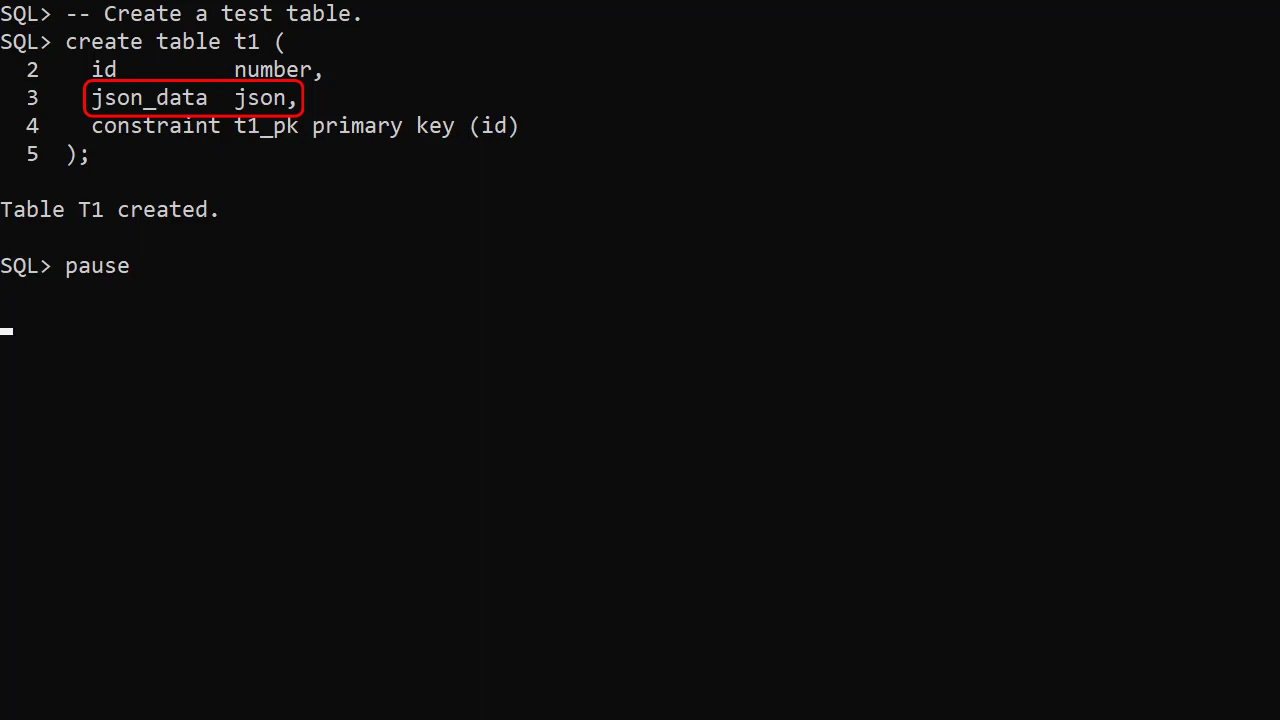 SQL> -- Create a test table.
SQL> create table t1 (
  2    id         number,
  3    json_data  json,
  4    constraint t1_pk primary key (id)
  5  );
Table T1 created.
SQL> pause